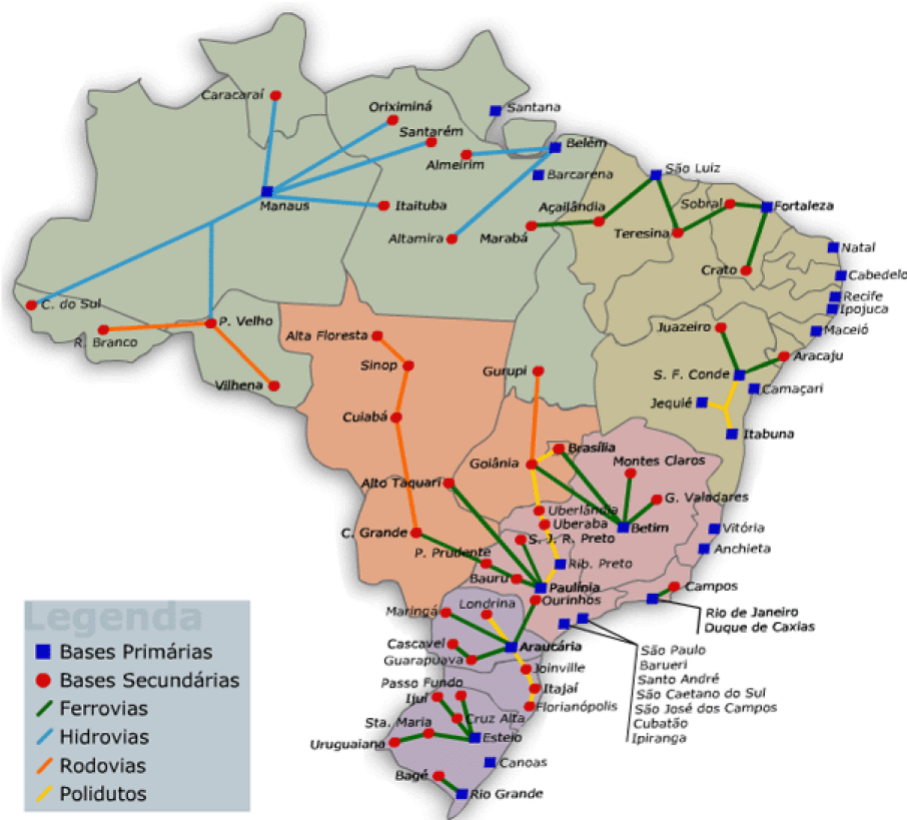 Caracaraí
Oriximiná
Santarém
Almeirim
Santana
Belém
Barcarena
São Luiz
Manaus
Itaituba
Altamira
Açailândia
Marabá
Teresina
Sobral
Fortaleza
Crato
Natal
Cabedelo
Recife
Ipojuca
Maceió
C. do Sul
P. Velho
R. Branco
Vilhena
Alta Floresta
Sinop
Cuiabá
Gurupi
Juazeiro
Aracaju
S. F. Conde
Camaçari
Jequié
Itabuna
Goiânia
Brasília
Montes Claros
Alto Taquari
G. Valadares
Uberlândia
Uberaba
Betim
Vitória
C. Grande
S. J. R. Preto
P. Prudente
Rib. Preto
Anchieta
Bauru
Paulínia
Campos
Maringá
Londrina
Ourinhos
Rio de Janeiro
Duque de Caxias
Cascavel
Guarapuava
Araucária
São Paulo
Barueri
Santo André
São Caetano do Sul
São José dos Campos
Cubatão
Ipiranga
Joinville
Itajaí
Florianópolis
Passo Fundo
Ijuí
Cruz Alta
Sta. Maria
Uruguaiana
Esteio
Canoas
Bagé
Rio Grande
Legenda
Bases Primárias
Bases Secundárias
Ferrovias
Hidrovias
Rodovias
Polidutos